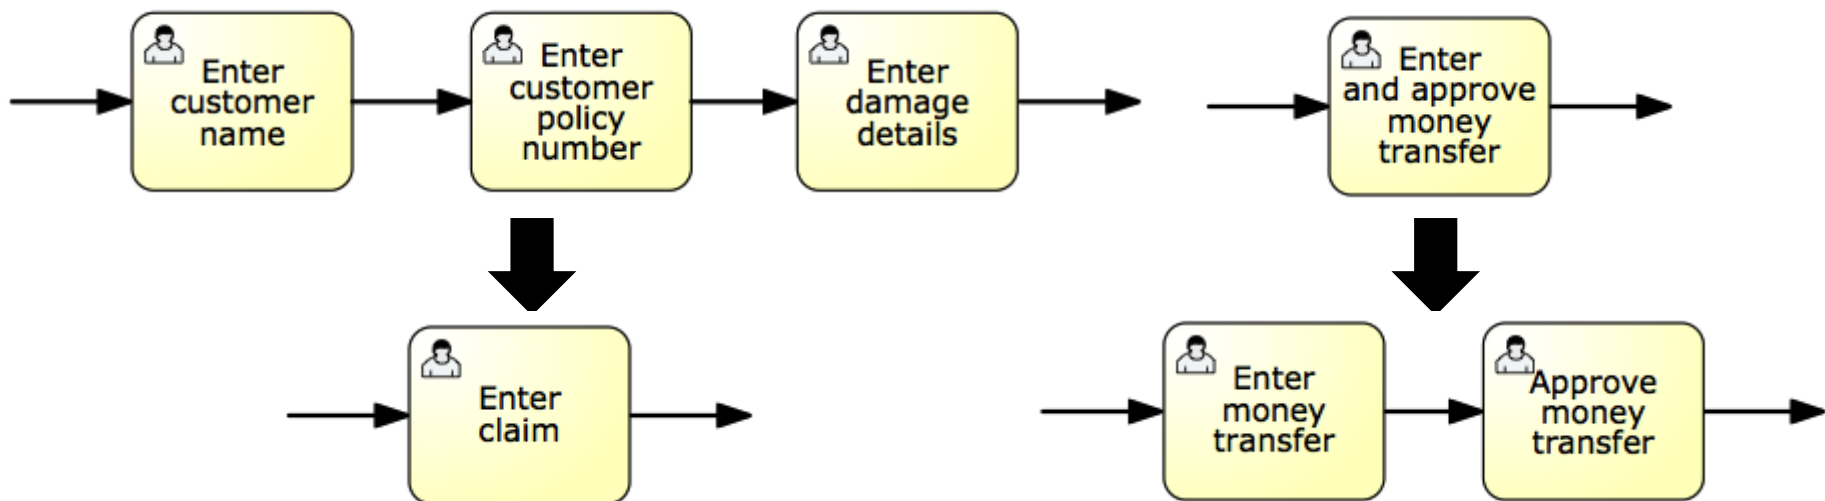 Enter
customer
name
Enter
customer
policy
number
Enter
damage
details
Enter
and approve
money
transfer
Enter
claim
Enter
money
transfer
Approve
money
transfer